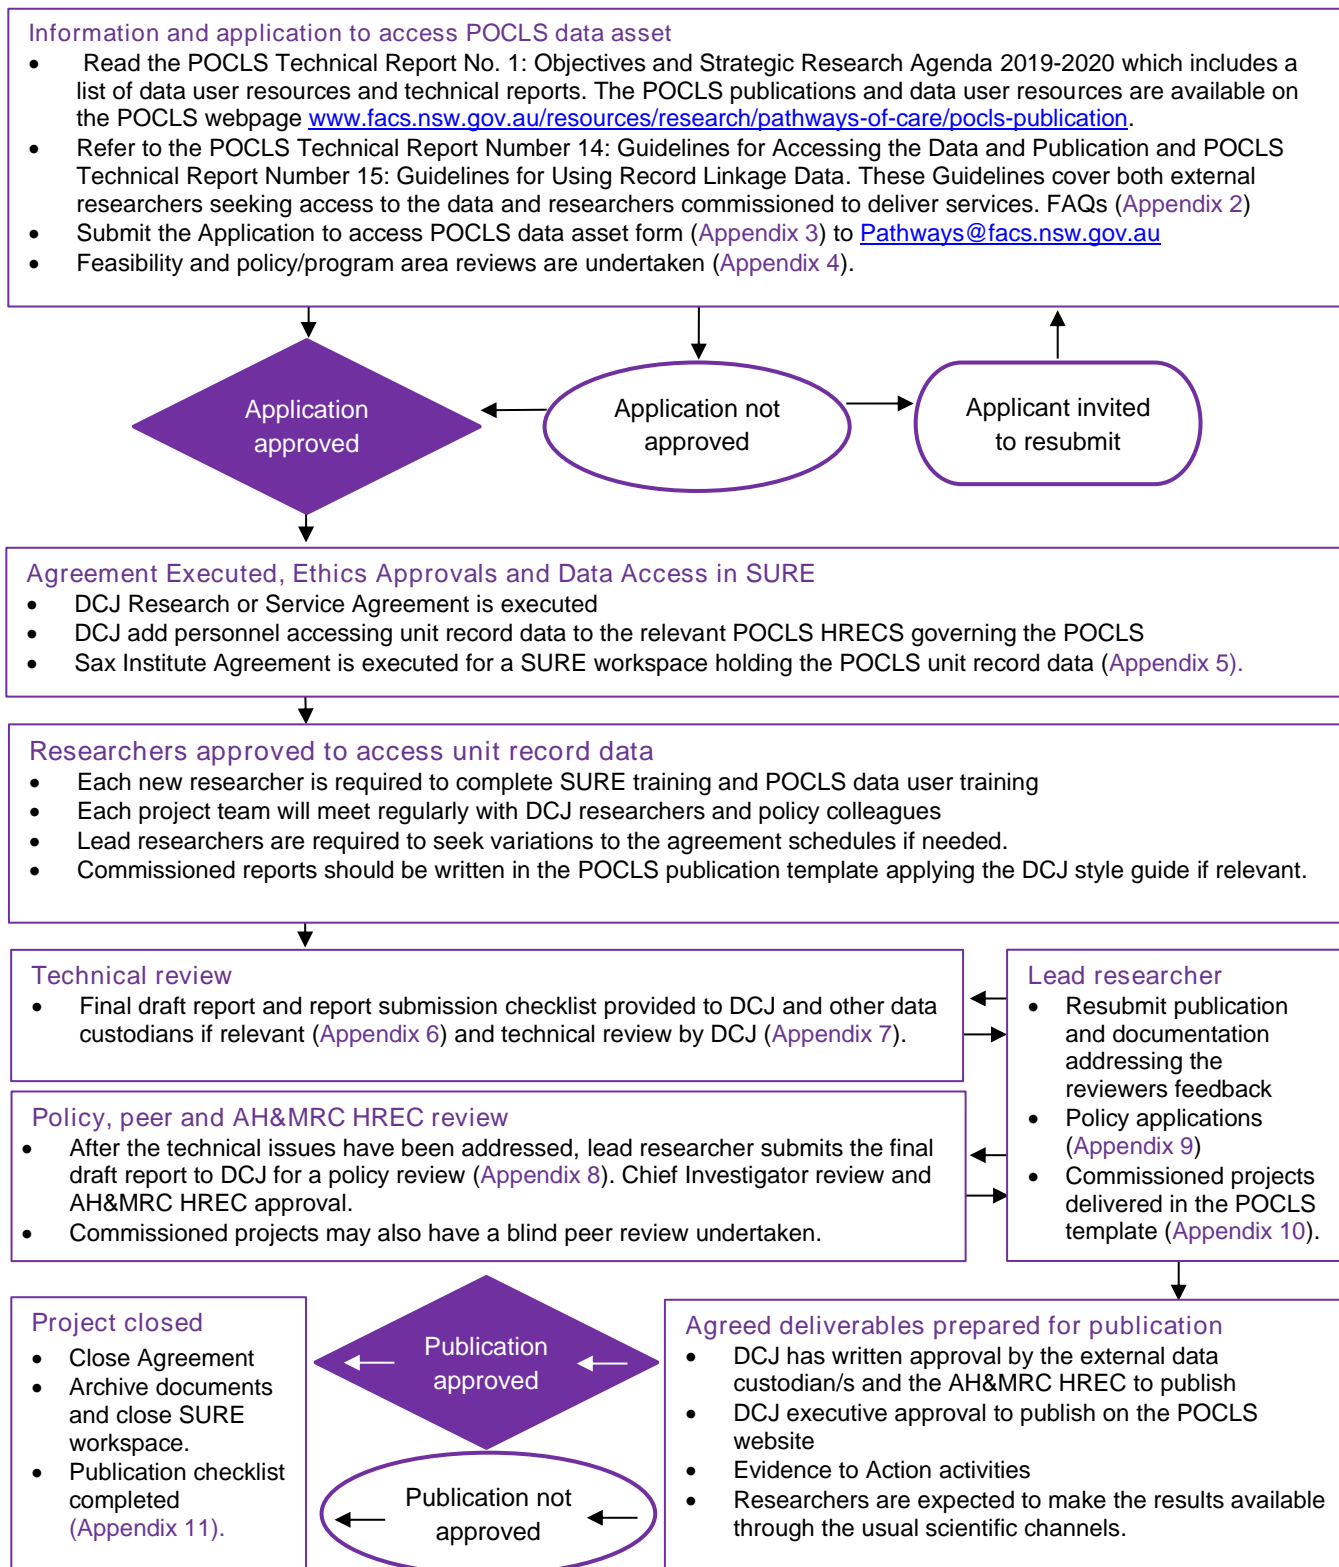 Information and application to access POCLS data asset
• Read the POCLS Technical Report No. 1: Objectives and Strategic Research Agenda 2019-2020 which includes a
list of data user resources and technical reports. The POCLS publications and data user resources are available on
the POCLS webpage www.facs.nsw.gov.au/resources/research/pathways-of-care/pocls-publication.
• Refer to the POCLS Technical Report Number 14: Guidelines for Accessing the Data and Publication and POCLS
Technical Report Number 15: Guidelines for Using Record Linkage Data. These Guidelines cover both external
researchers seeking access to the data and researchers commissioned to deliver services. FAQs (Appendix 2)
• Submit the Application to access POCLS data asset form (Appendix 3) to Pathways@facs.nsw.gov.au
• Feasibility and policy/program area reviews are undertaken (Appendix 4).
Application
approved
Application not
approved
Applicant invited
to resubmit
Agreement Executed, Ethics Approvals and Data Access in SURE
• DCJ Research or Service Agreement is executed
• DCJ add personnel accessing unit record data to the relevant POCLS HRECS governing the POCLS
• Sax Institute Agreement is executed for a SURE workspace holding the POCLS unit record data (Appendix 5).
Researchers approved to access unit record data
• Each new researcher is required to complete SURE training and POCLS data user training
• Each project team will meet regularly with DCJ researchers and policy colleagues
• Lead researchers are required to seek variations to the agreement schedules if needed.
• Commissioned reports should be written in the POCLS publication template applying the DCJ style guide if relevant.
Technical review
• Final draft report and report submission checklist provided to DCJ and other data
custodians if relevant (Appendix 6) and technical review by DCJ (Appendix 7).
Policy, peer and AH&MRC HREC review
• After the technical issues have been addressed, lead researcher submits the final
draft report to DCJ for a policy review (Appendix 8). Chief Investigator review and
AH&MRC HREC approval.
• Commissioned projects may also have a blind peer review undertaken.
Lead researcher
• Resubmit publication
and documentation
addressing the
reviewers feedback
• Policy applications
(Appendix 9)
• Commissioned projects
delivered in the POCLS
template (Appendix 10).
Project closed
• Close Agreement
• Archive documents
and close SURE
workspace.
• Publication checklist
completed
(Appendix 11).
Publication
approved
Publication not
approved
Agreed deliverables prepared for publication
• DCJ has written approval by the external data
custodian/s and the AH&MRC HREC to publish
• DCJ executive approval to publish on the POCLS
website
• Evidence to Action activities
• Researchers are expected to make the results available
through the usual scientific channels.